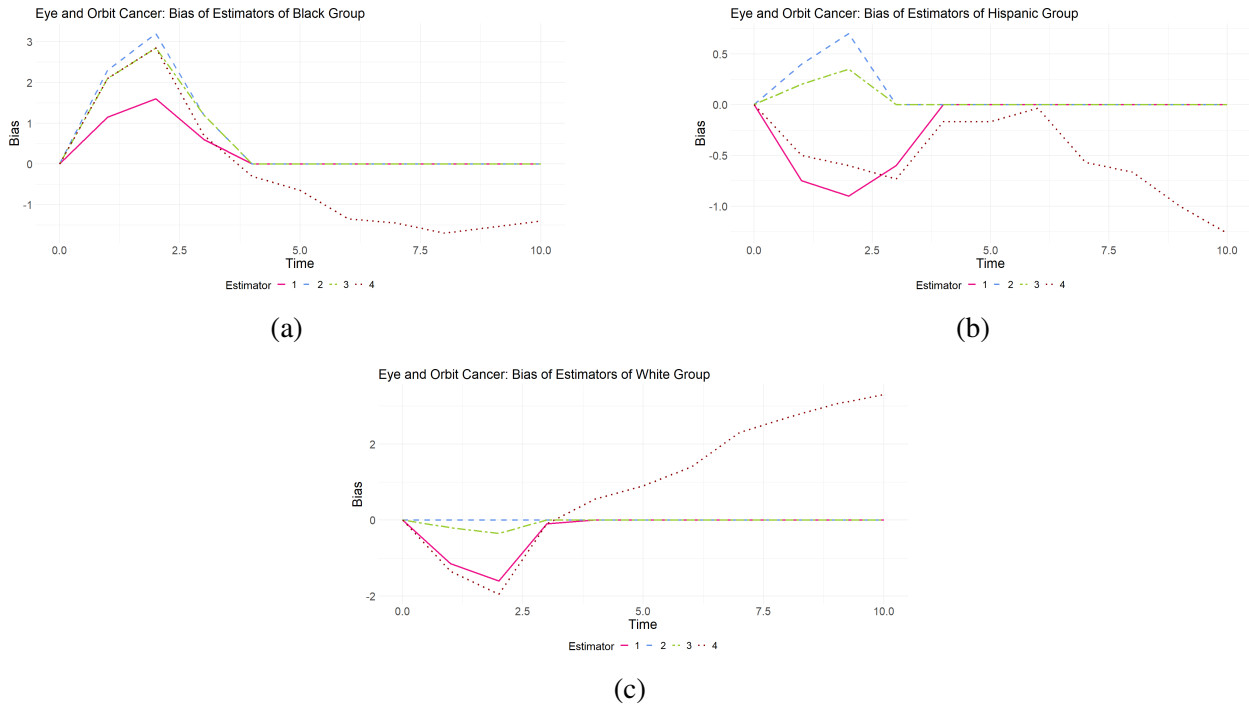 Eye and Orbit Cancer: Bias of Estimators of Black Group
3
2
1
0
-1
Bias
0.0 2.5 5.0 7.5 10.0
Time
Estimator 1 2 3 4
(a)
Eye and Orbit Cancer: Bias of Estimators of Hispanic Group
0.5
0.0
-0.5
-1.0
Bias
0.0 2.5 5.0 7.5 10.0
Time
Estimator 1 2 3 4
(b)
Eye and Orbit Cancer: Bias of Estimators of White Group
2
0
-2
Bias
0.0 2.5 5.0 7.5 10.0
Time
Estimator 1 2 3 4
(c)